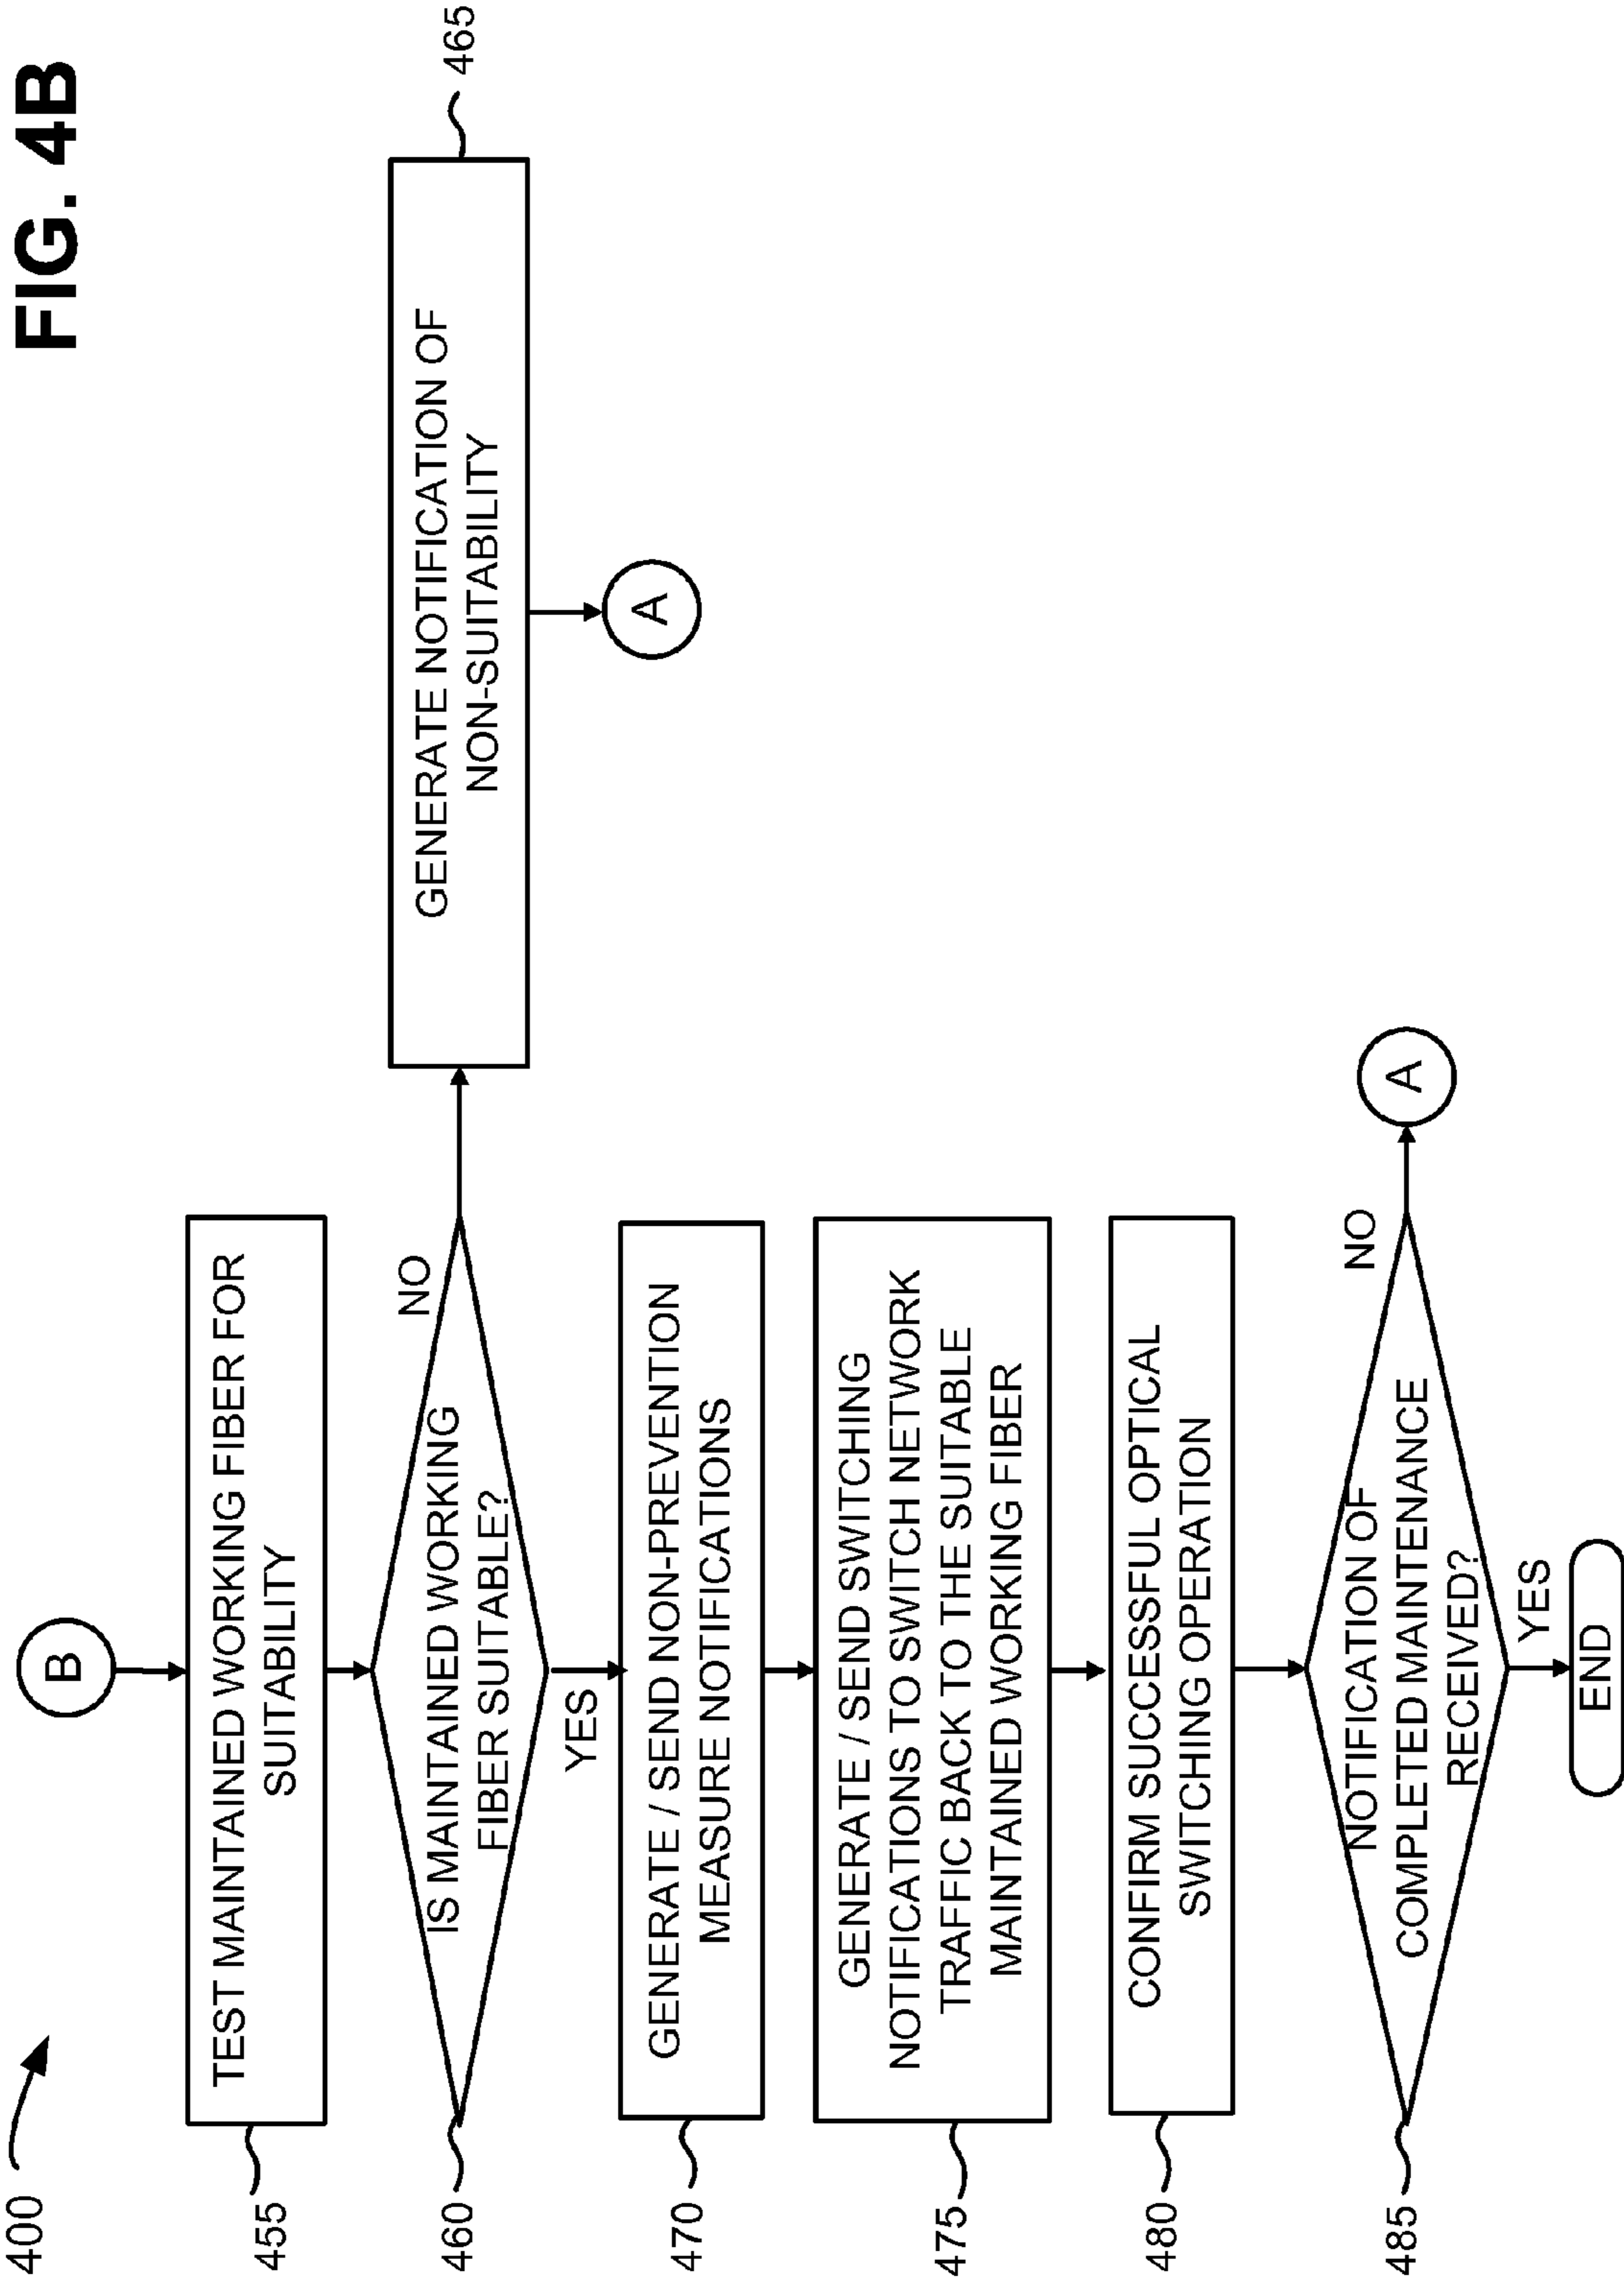 FIG. 4B
400
B
455
TEST MAINTAINED WORKING FIBER FOR
SUITABILITY
460
IS MAINTAINED WORKING
FIBER SUITABLE?
NO
465
GENERATE NOTIFICATION OF
NON-SUITABILITY
A
YES
470
GENERATE / SEND NON-PREVENTION
MEASURE NOTIFICATIONS
475
GENERATE / SEND SWITCHING
NOTIFICATIONS TO SWITCH NETWORK
TRAFFIC BACK TO THE SUITABLE
MAINTAINED WORKING FIBER
480
CONFIRM SUCCESSFUL OPTICAL
SWITCHING OPERATION
485
NOTIFICATION OF
COMPLETED MAINTENANCE
RECEIVED?
NO
A
YES
END